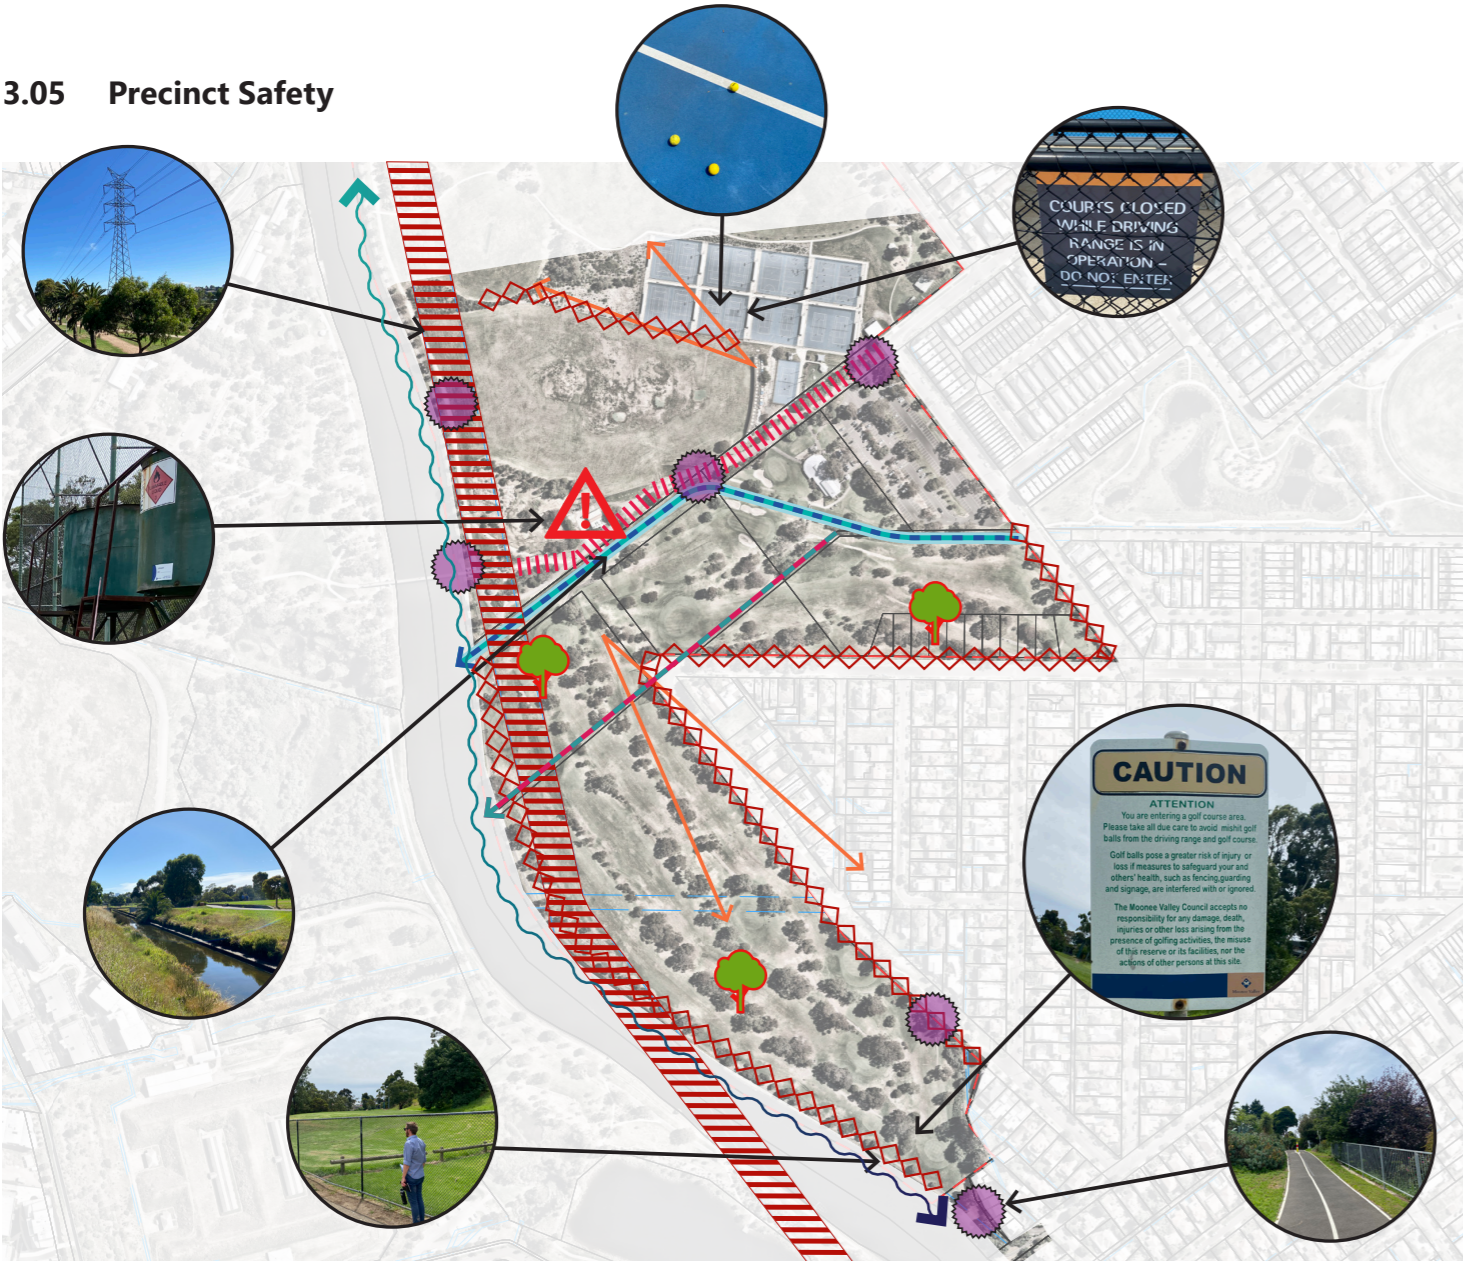 3.05 Precinct Safety
COURTS CLOSED
WHILE DRIVING
RANGE IS IN
OPERATION –
DO NOT ENTER
CAUTION
ATTENTION
You are entering a golf course area.
Please take all due care to avoid mishit golf
balls from the driving range and golf course.
Golf balls pose a greater risk of injury or
loss if measures to safeguard your and
others' health, such as fencing,guarding
and signage, are interfered with or ignored.
The Moonee Valley Council accepts no
responsibility for any damage, death,
injuries or other loss arising from the
presence of golfing activities, the misuse
of this reserve or its facilities, nor the
actions of other persons at this site.